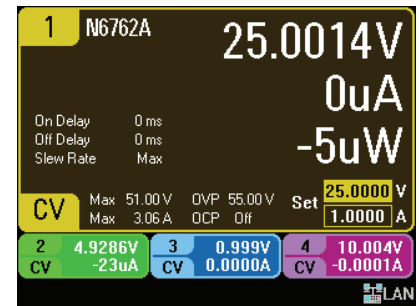 1 N6762A 25.0014V
0uA
-5uW
On Delay 0 ms
Off Delay 0 ms
Slew Rate Max
CV Max 51.00 V OVP 55.00 V Set 25.0000 V
Max 3.06 A OCP Off 1.0000 A
2 4.9286V 3 0.999V 4 10.004V
CV -23uA CV 0.0000A CV -0.0001A
LAN